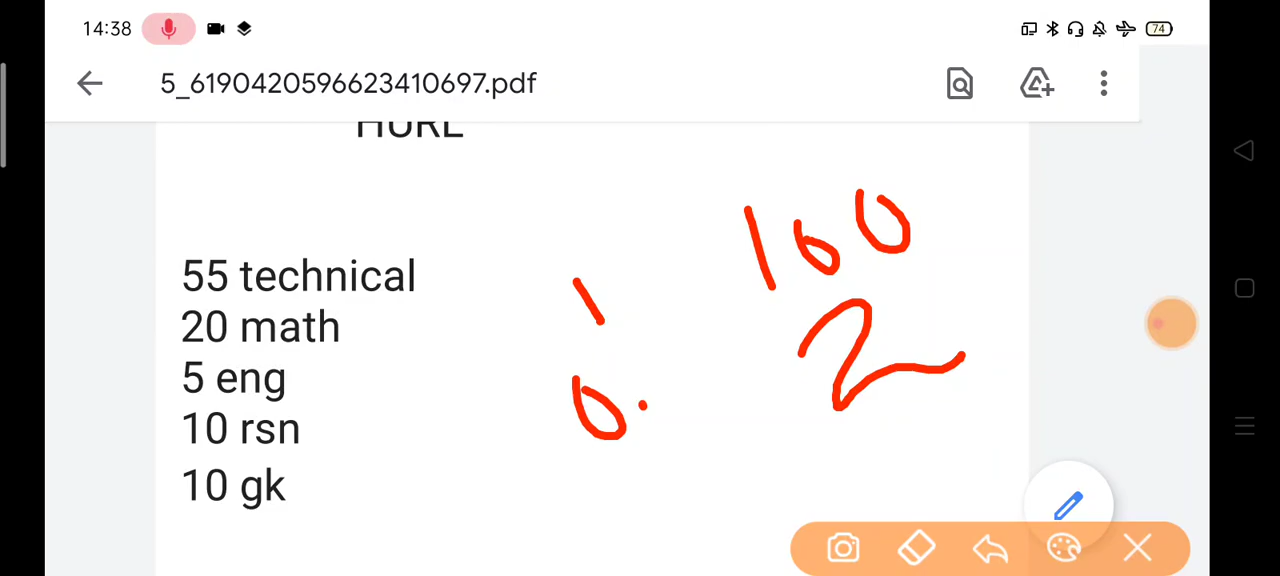 14:38
74
5_6190420596623410697.pdf
HURL
100
55 technical
1
20 math
2
5 eng
0.
10 rsn
10 gk